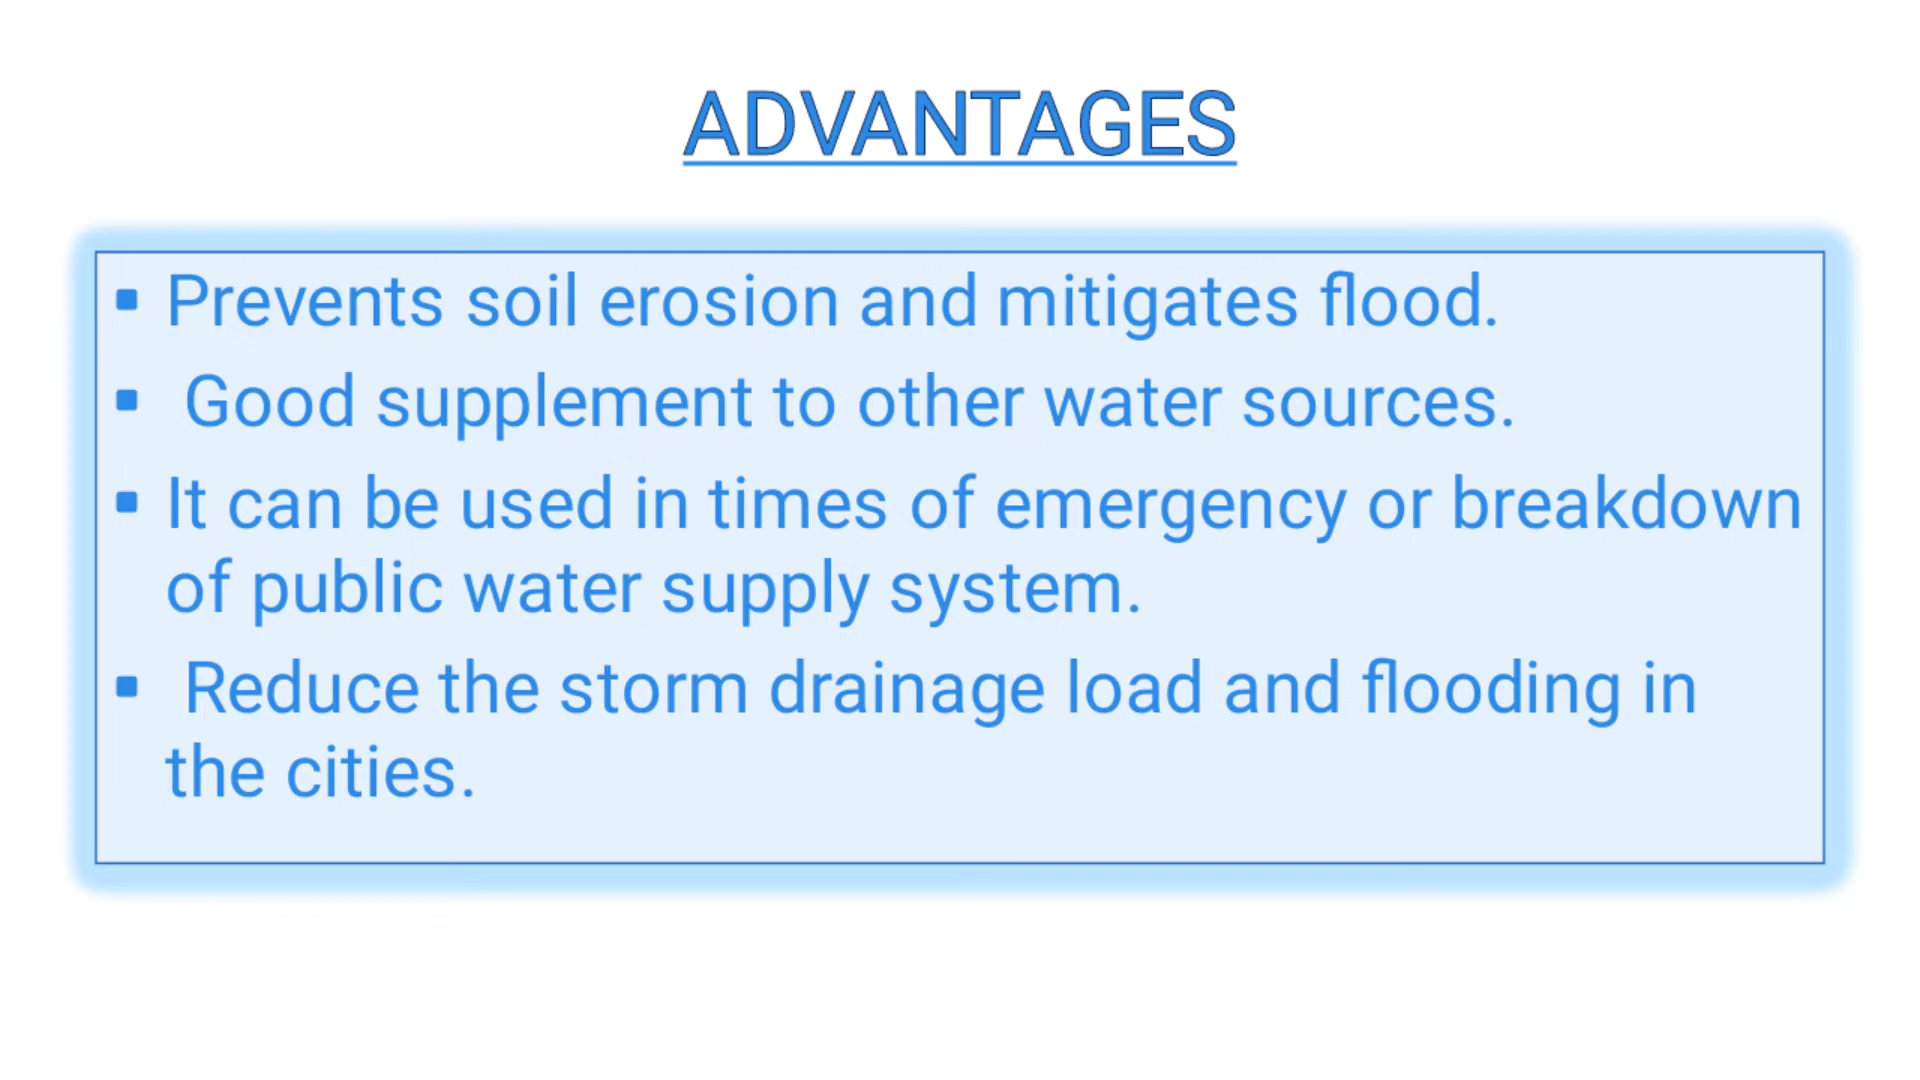 ADVANTAGES
▪ Prevents soil erosion and mitigates flood.
▪ Good supplement to other water sources.
▪ It can be used in times of emergency or breakdown
of public water supply system.
▪ Reduce the storm drainage load and flooding in
the cities.